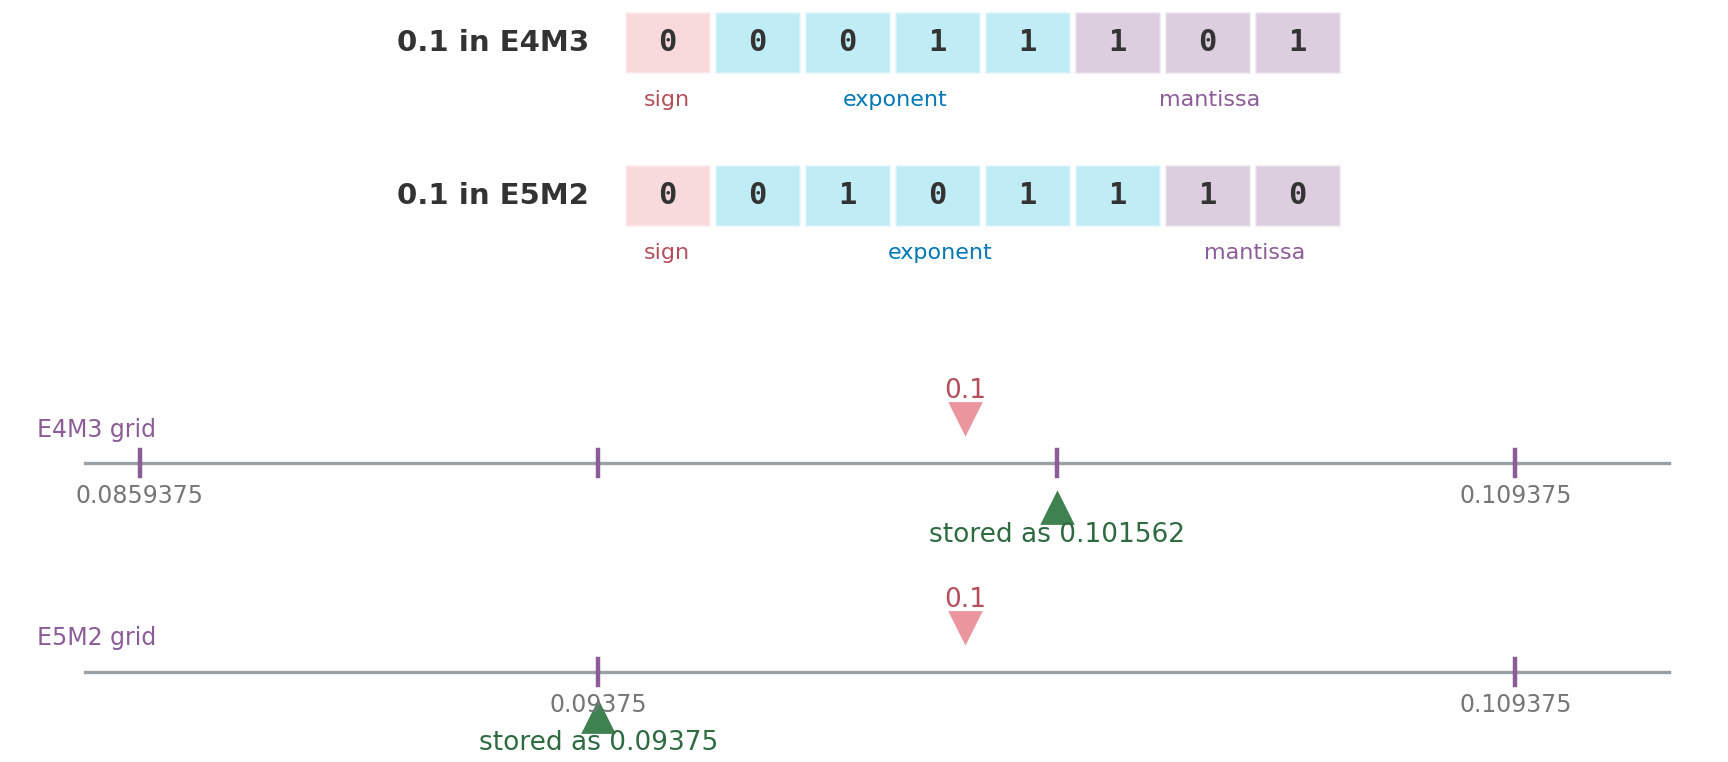 0.1 in E4M3 0 0 0 1 1 1 0 1
sign exponent mantissa
0.1 in E5M2 0 0 1 0 1 1 1 0
sign exponent mantissa
0.1
E4M3 grid
0.0859375 0.109375
stored as 0.101562
0.1
E5M2 grid
0.09375 0.109375
stored as 0.09375